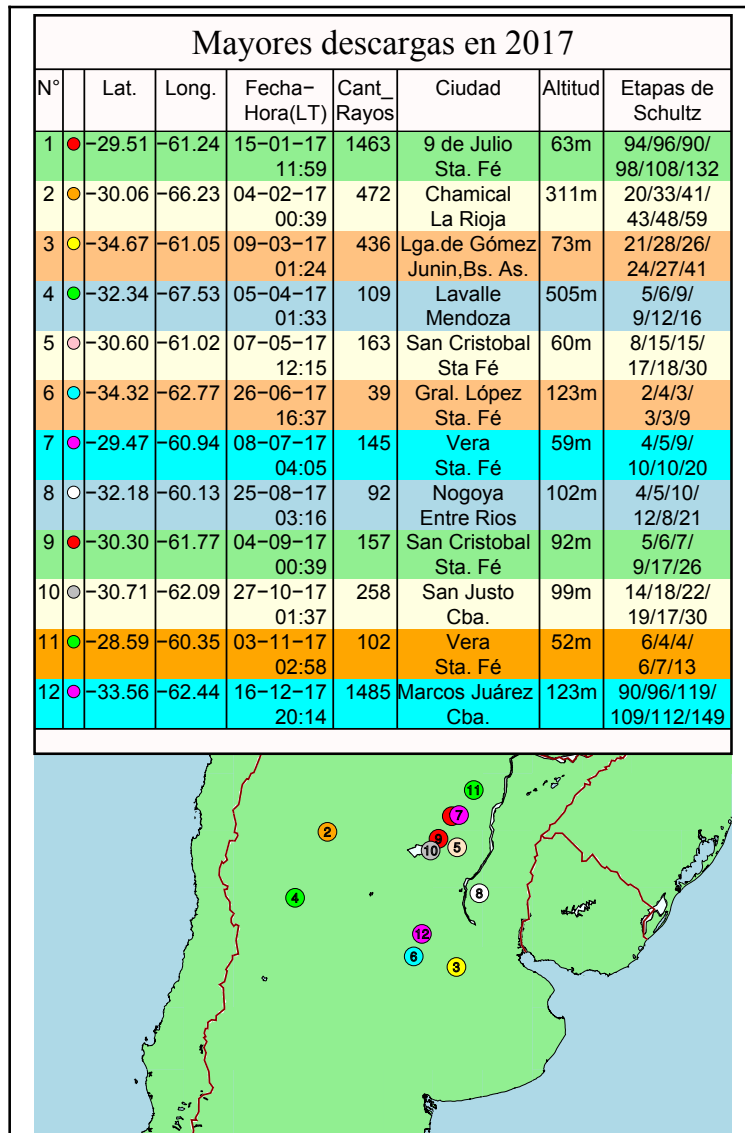 Mayores descargas en 2017
N° Lat. Long. Fecha− Cant_ Ciudad Altitud Etapas de
Hora(LT) Rayos Schultz
1 −29.51 −61.24 15−01−17 1463 9 de Julio 63m 94/96/90/
11:59 Sta. Fé 98/108/132
2 −30.06 −66.23 04−02−17 472 Chamical 311m 20/33/41/
00:39 La Rioja 43/48/59
3 −34.67 −61.05 09−03−17 436 Lga.de Gómez 73m 21/28/26/
01:24 Junin,Bs. As. 24/27/41
4 −32.34 −67.53 05−04−17 109 Lavalle 505m 5/6/9/
01:33 Mendoza 9/12/16
5 −30.60 −61.02 07−05−17 163 San Cristobal 60m 8/15/15/
12:15 Sta Fé 17/18/30
6 −34.32 −62.77 26−06−17 39 Gral. López 123m 2/4/3/
16:37 Sta. Fé 3/3/9
7 −29.47 −60.94 08−07−17 145 Vera 59m 4/5/9/
04:05 Sta. Fé 10/10/20
8 −32.18 −60.13 25−08−17 92 Nogoya 102m 4/5/10/
03:16 Entre Rios 12/8/21
9 −30.30 −61.77 04−09−17 157 San Cristobal 92m 5/6/7/
00:39 Sta. Fé 9/17/26
10 −30.71 −62.09 27−10−17 258 San Justo 99m 14/18/22/
01:37 Cba. 19/17/30
11 −28.59 −60.35 03−11−17 102 Vera 52m 6/4/4/
02:58 Sta. Fé 6/7/13
12 −33.56 −62.44 16−12−17 1485 Marcos Juárez 123m 90/96/119/
20:14 Cba. 109/112/149
11
7
2
9
10 5
8
4
12
6
3